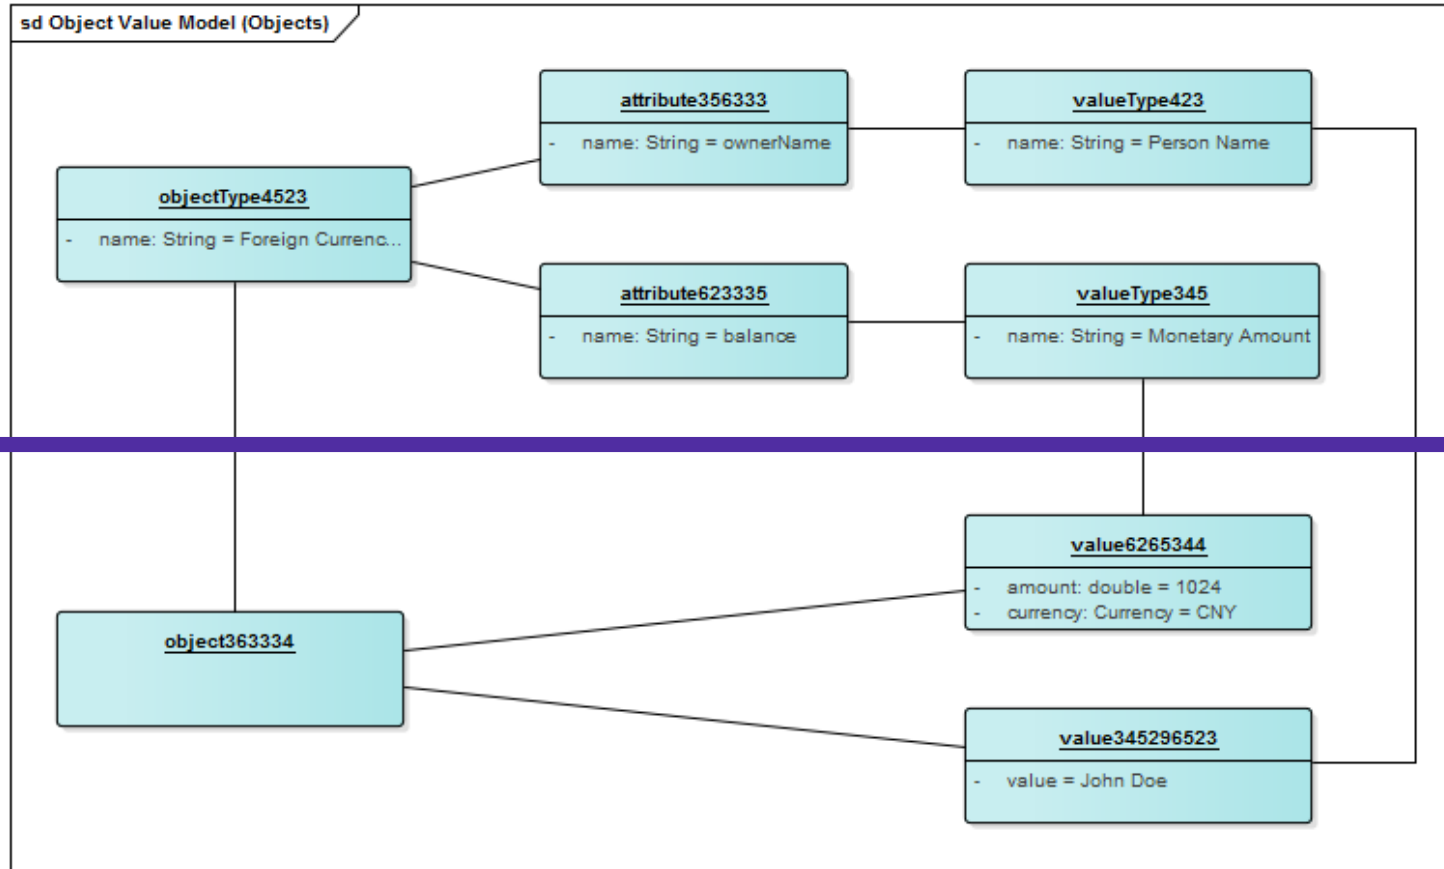 sd Object Value Model (Objects)
attribute356333
- name: String = ownerName
valueType423
- name: String = Person Name
objectType4523
- name: String = Foreign Currenc...
attribute623335
- name: String = balance
valueType345
- name: String = Monetary Amount
value6265344
- amount: double = 1024
- currency: Currency = CNY
object363334
value345296523
- value = John Doe